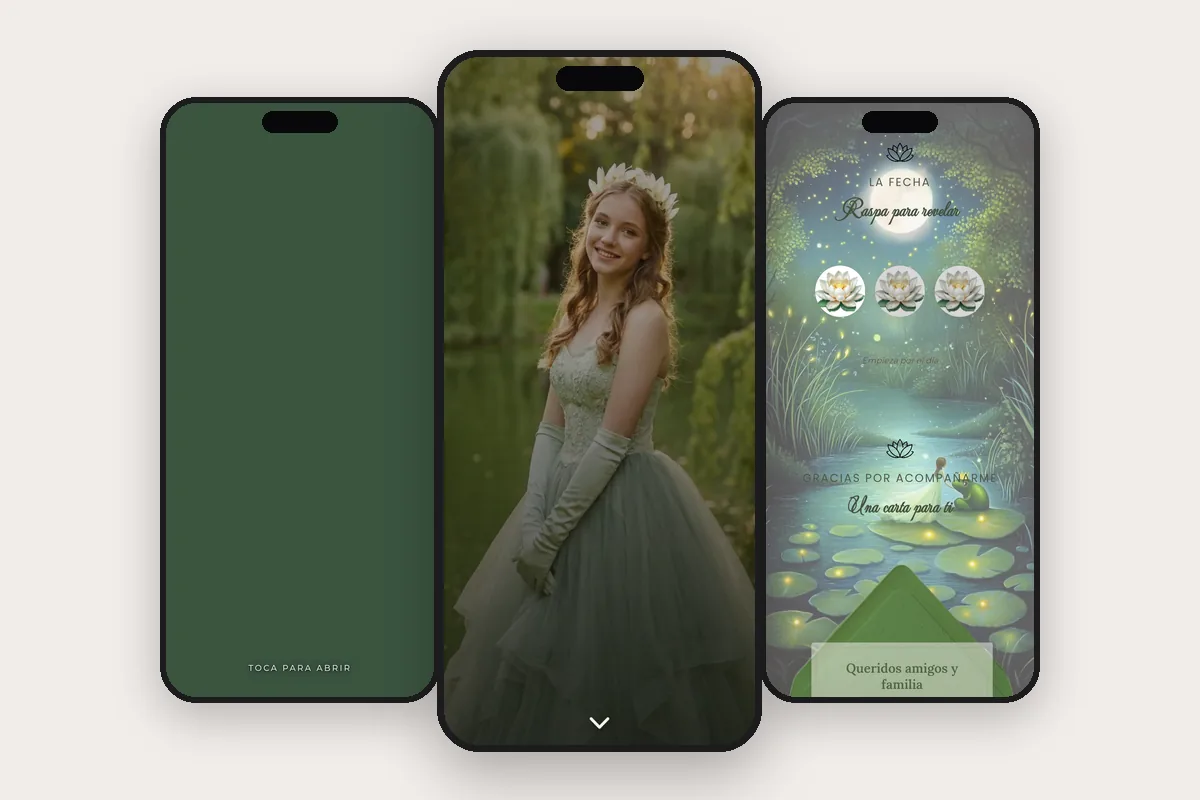 TOCA PARA ABRIR
LA FECHA
Raspa para revelar
Empieza por el día
GRACIAS POR ACOMPAÑARME
Una carta para ti
Queridos amigos y
familia